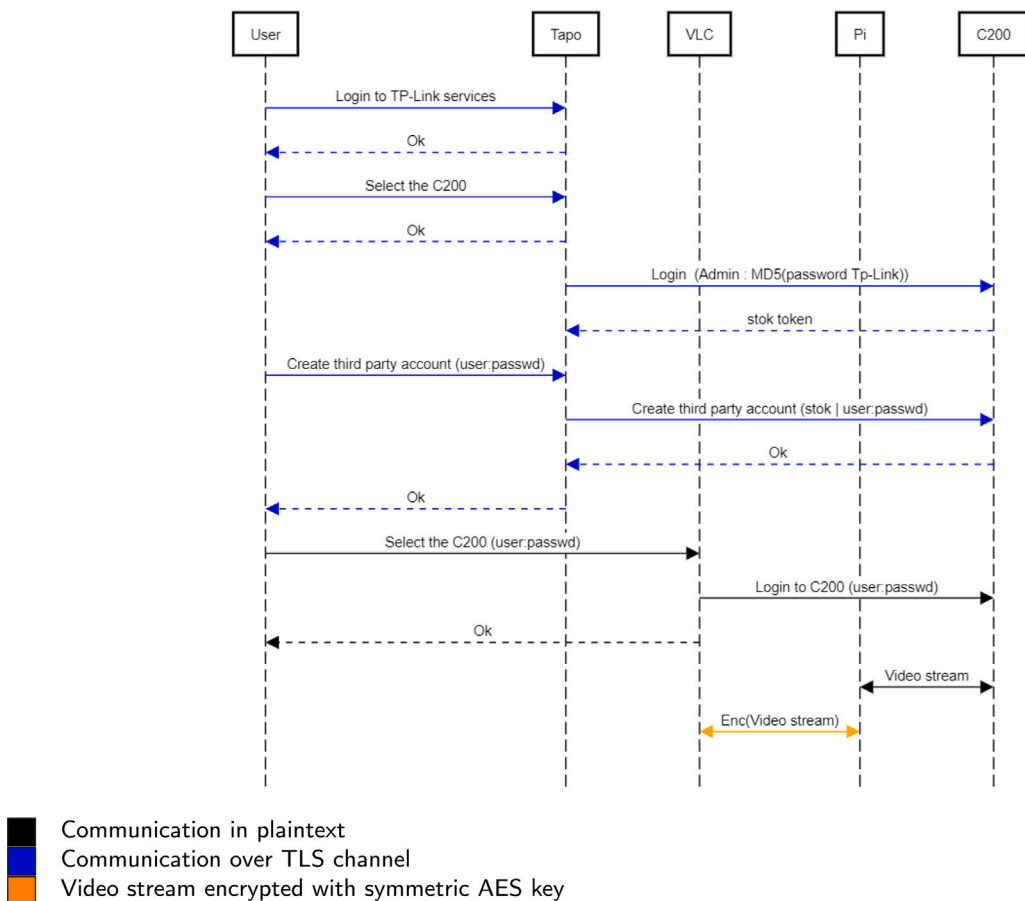 User Tapo VLC Pi C200
Login to TP-Link services
Ok
Select the C200
Ok
Login (Admin : MD5(password Tp-Link))
stok token
Create third party account (user:passwd)
Create third party account (stok | user:passwd)
Ok
Ok
Select the C200 (user:passwd)
Login to C200 (user:passwd)
Ok
Video stream
Enc(Video stream)
Communication in plaintext
Communication over TLS channel
Video stream encrypted with symmetric AES key